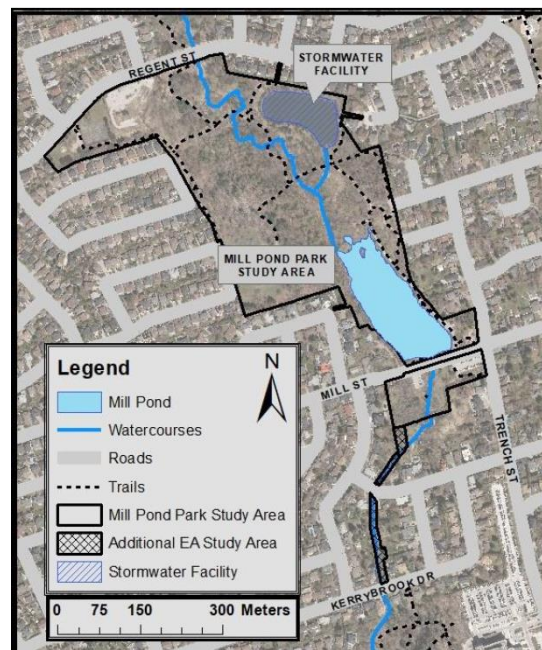 REGENT ST
STORMWATER
FACILITY
MILL POND PARK
STUDY AREA
MILL ST
TRENCH ST
KERRYBROOK DR
Legend
N
Mill Pond
Watercourses
Roads
Trails
Mill Pond Park Study Area
Additional EA Study Area
Stormwater Facility
0 75 150 300 Meters